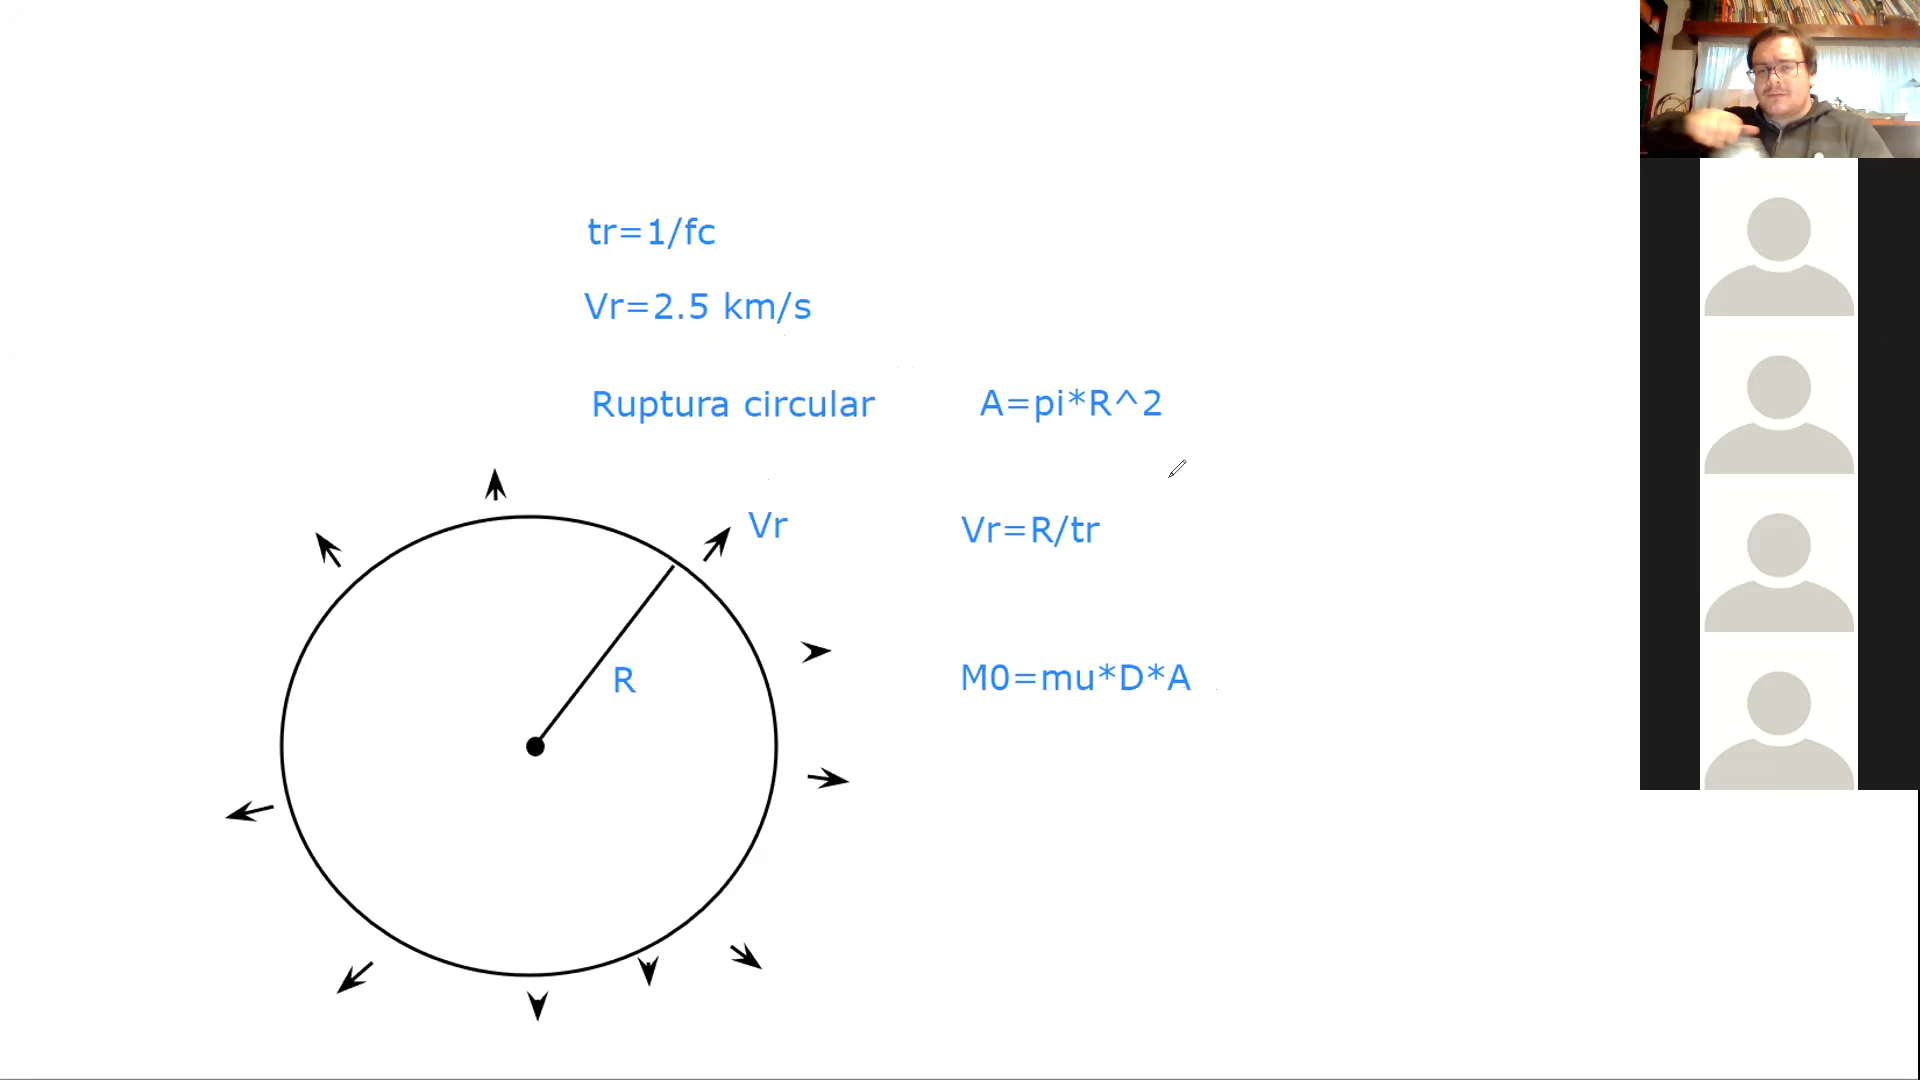 tr=1/fc
Vr=2.5 km/s
Ruptura circular
A=pi*R^2
Vr
Vr=R/tr
R
M0=mu*D*A